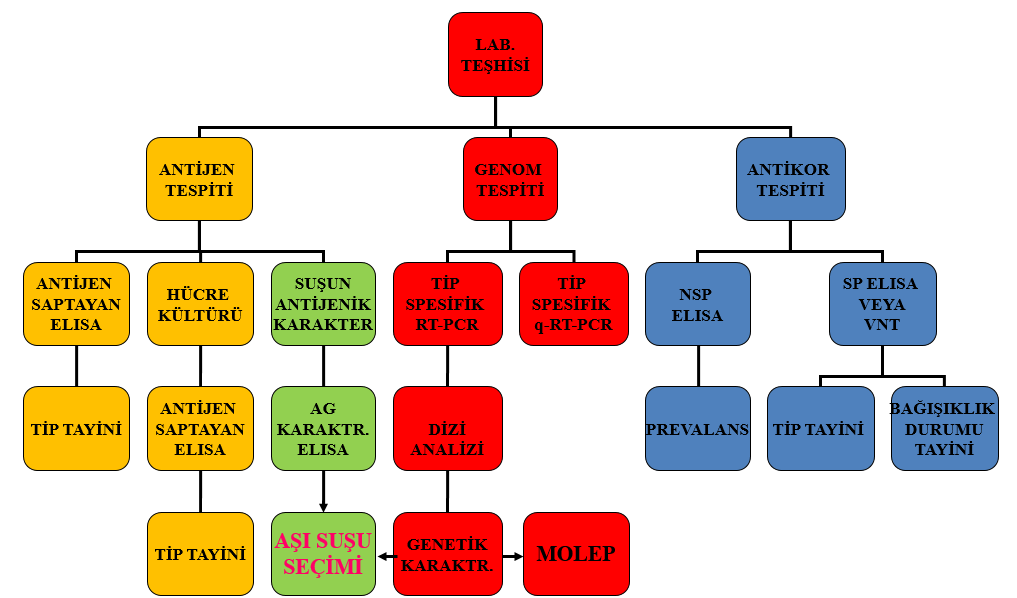 LAB.
TEŞHİSİ
ANTİJEN
TESPİTİ
GENOM
TESPİTİ
ANTİKOR
TESPİTİ
ANTİJEN
SAPTAYAN
ELISA
HÜCRE
KÜLTÜRÜ
SUŞUN
ANTİJENİK
KARAKTER
TİP
SPESİFİK
RT-PCR
TİP
SPESİFİK
q-RT-PCR
NSP
ELISA
SP ELISA
VEYA
VNT
TİP TAYİNİ
ANTİJEN
SAPTAYAN
ELISA
AG
KARAKTR.
ELISA
DİZİ
ANALİZİ
PREVALANS
TİP TAYİNİ
BAĞIŞIKLIK
DURUMU
TAYİNİ
TİP TAYİNİ
AŞI SUŞU
SEÇİMİ
GENETİK
KARAKTR.
MOLEP